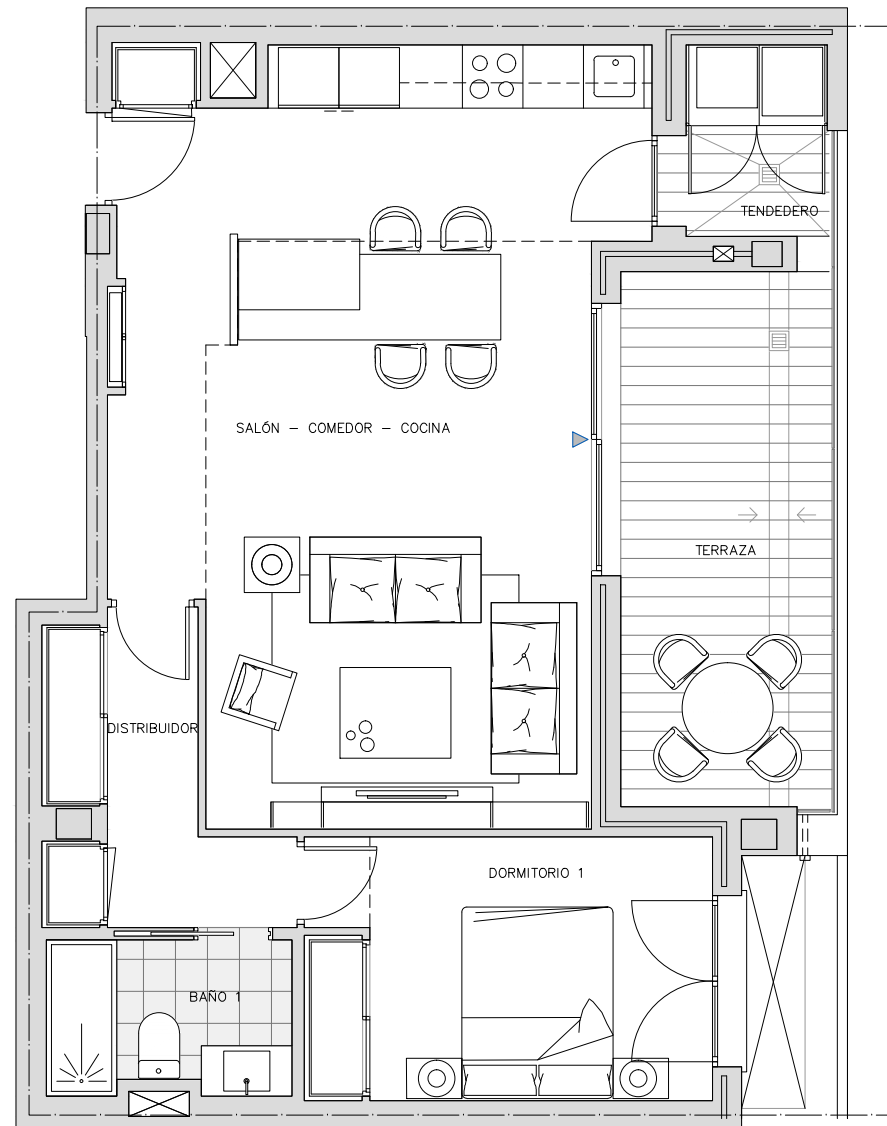 TENDEDERO
SALÓN - COMEDOR - COCINA
TERRAZA
DISTRIBUIDOR
DORMITORIO 1
BAÑO 1